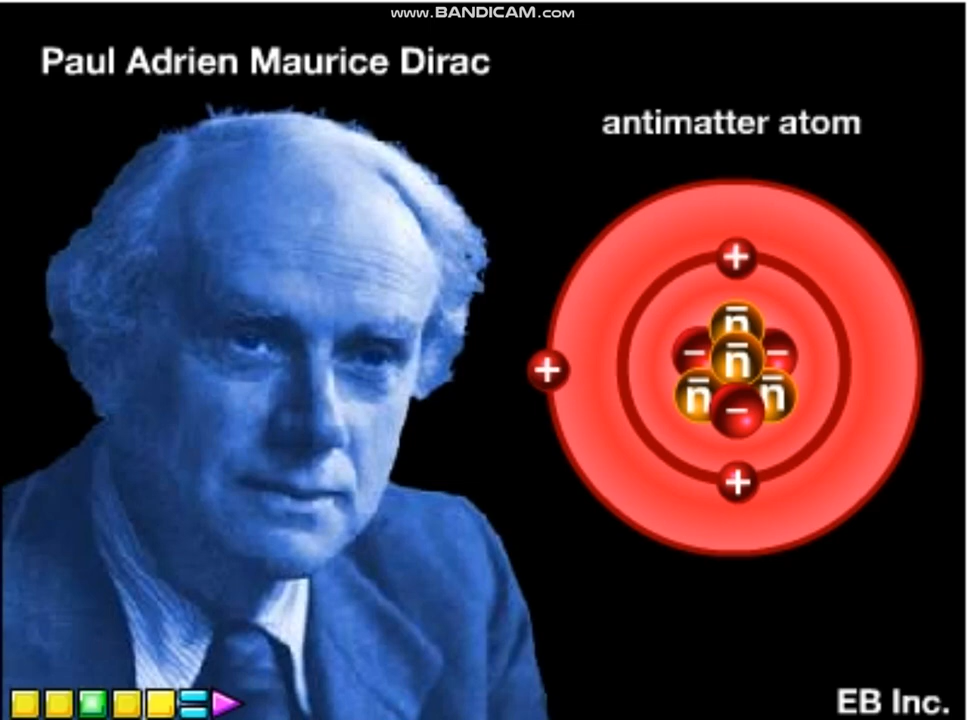 www.BANDICAM.com
Paul Adrien Maurice Dirac
antimatter atom
+
n̅
− n̅ −
+
n̅ n̅
−
+
EB Inc.